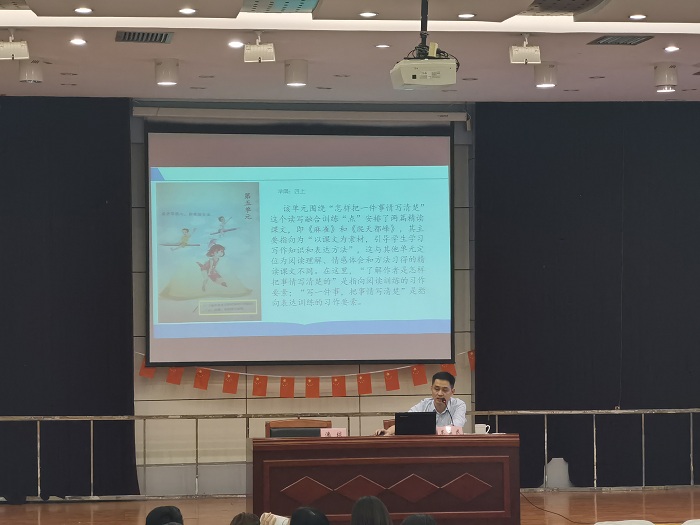 第五单元
举例：四上
该单元围绕“怎样把一件事情写清楚”
这个读写融合训练“点”安排了两篇精读
课文，即《麻雀》和《爬天都峰》，其主
要指向为“以课文为素材，引导学生学习
写作知识和表达方法”，这与其他单元定
位为阅读理解、情感体会和方法习得的精
读课文不同。在这里，“了解作者是怎样
把事情写清楚的”是指向阅读训练的习作
要素；“写一件事，把事情写清楚”是指
向表达训练的习作要素。